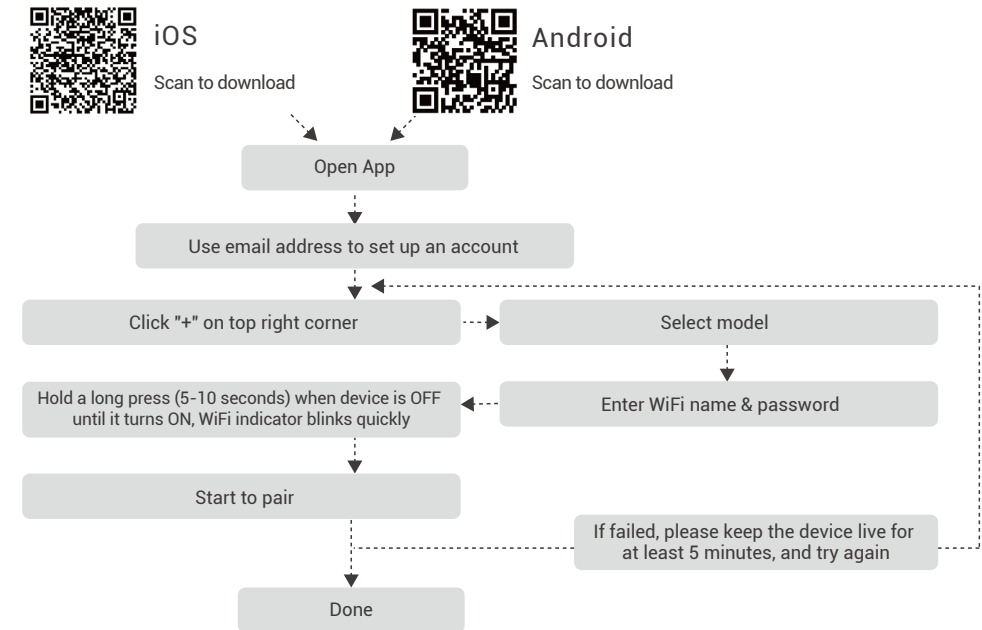 iOS
Scan to download
Android
Scan to download
Open App
Use email address to set up an account
Click "+" on top right corner
Select model
Enter WiFi name & password
Hold a long press (5-10 seconds) when device is OFF
until it turns ON, WiFi indicator blinks quickly
Start to pair
If failed, please keep the device live for
at least 5 minutes, and try again
Done